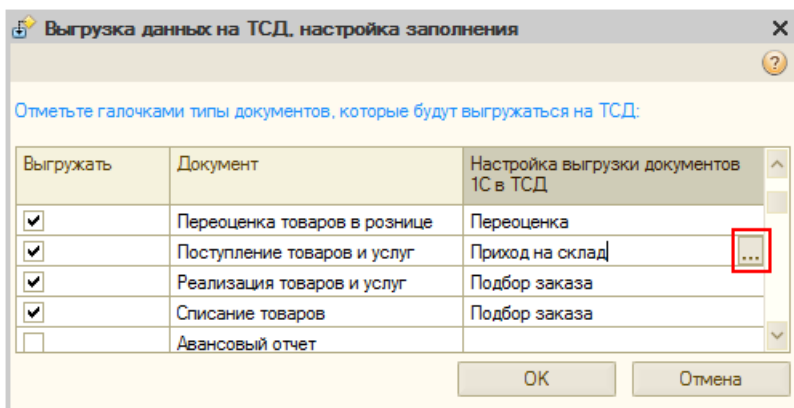 Выгрузка данных на ТСД, настройка заполнения
Отметьте галочками типы документов, которые будут выгружаться на ТСД:
Выгружать Документ Настройка выгрузки документов
1С в ТСД
Переоценка товаров в рознице Переоценка
Поступление товаров и услуг Приход на склад ...
Реализация товаров и услуг Подбор заказа
Списание товаров Подбор заказа
Авансовый отчет
ОК Отмена